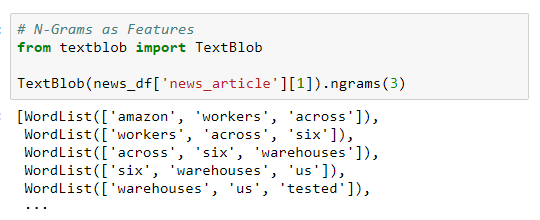 # N-Grams as Features
from textblob import TextBlob
TextBlob(news_df['news_article'][1]).ngrams(3)
[WordList(['amazon', 'workers', 'across']),
WordList(['workers', 'across', 'six']),
WordList(['across', 'six', 'warehouses']),
WordList(['six', 'warehouses', 'us']),
WordList(['warehouses', 'us', 'tested']),
...